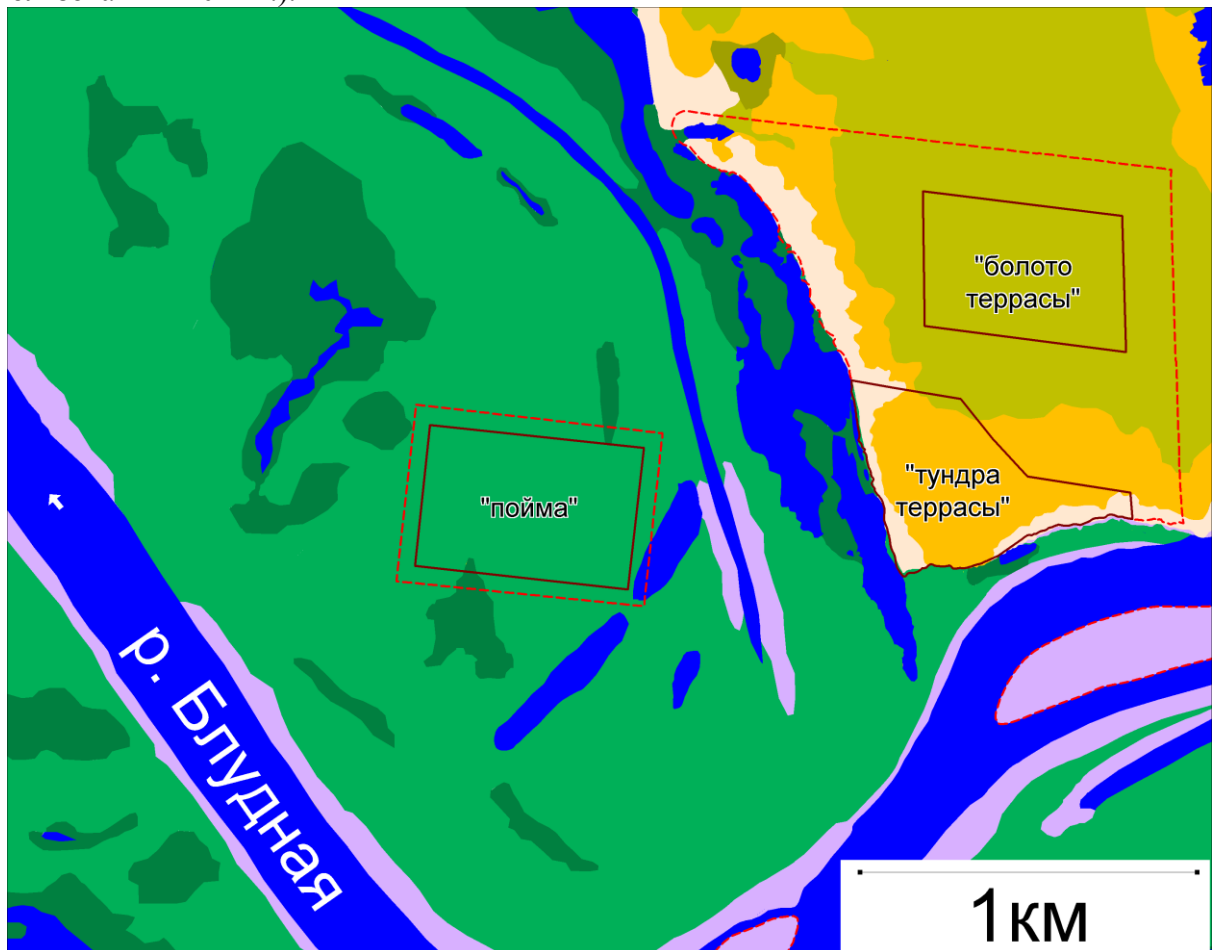 "болото
террасы"
"тундра
террасы"
"пойма"
р. Блудная
1км